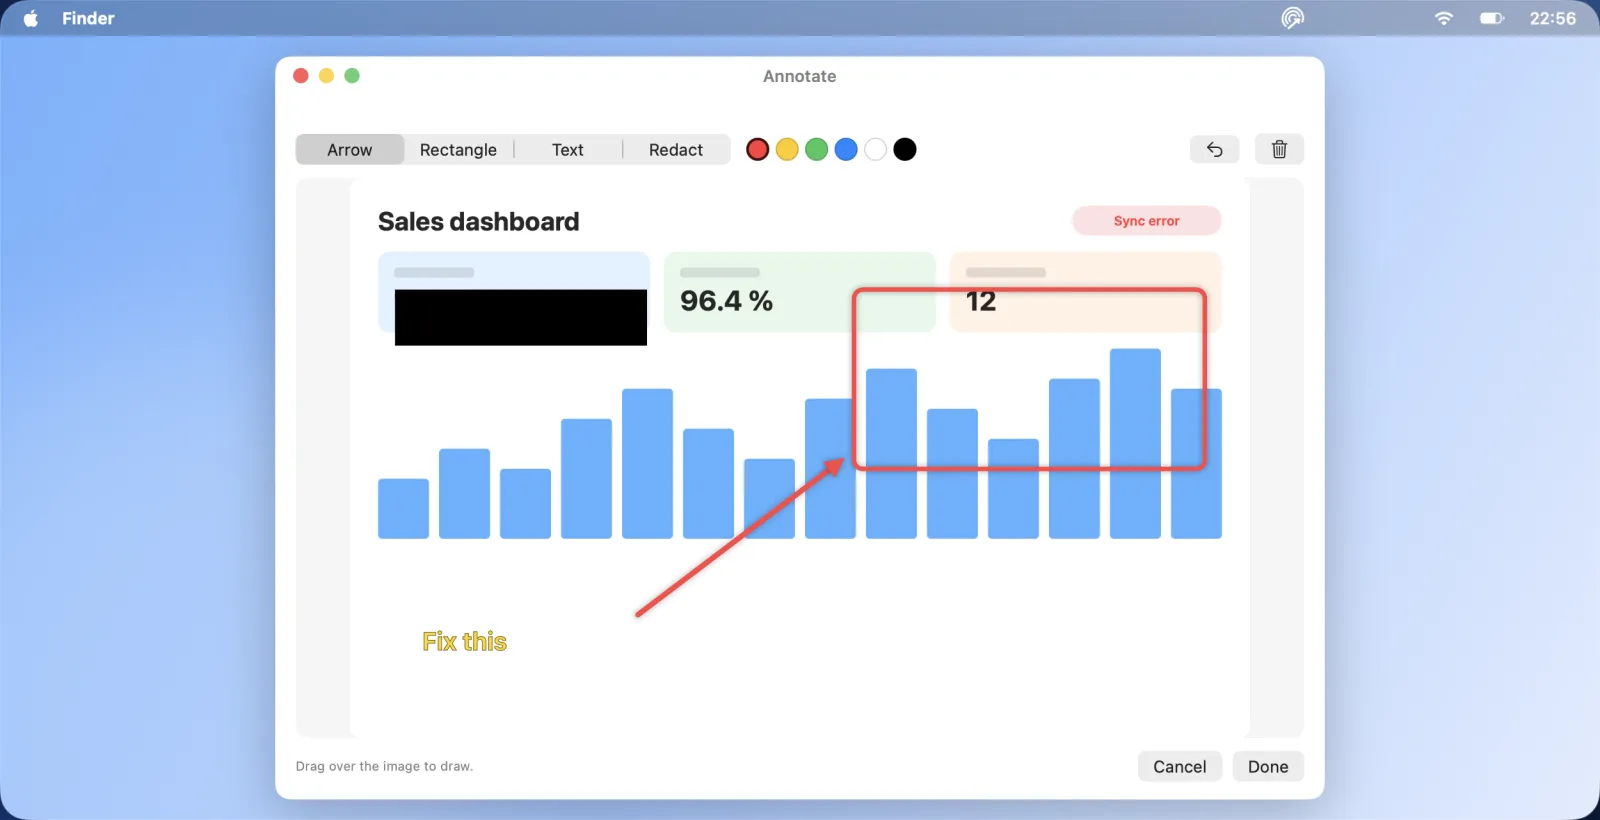 Finder
22:56
Annotate
Arrow
Rectangle
Text
Redact
Sales dashboard
Sync error
96.4 %
12
Fix this
Drag over the image to draw.
Cancel
Done